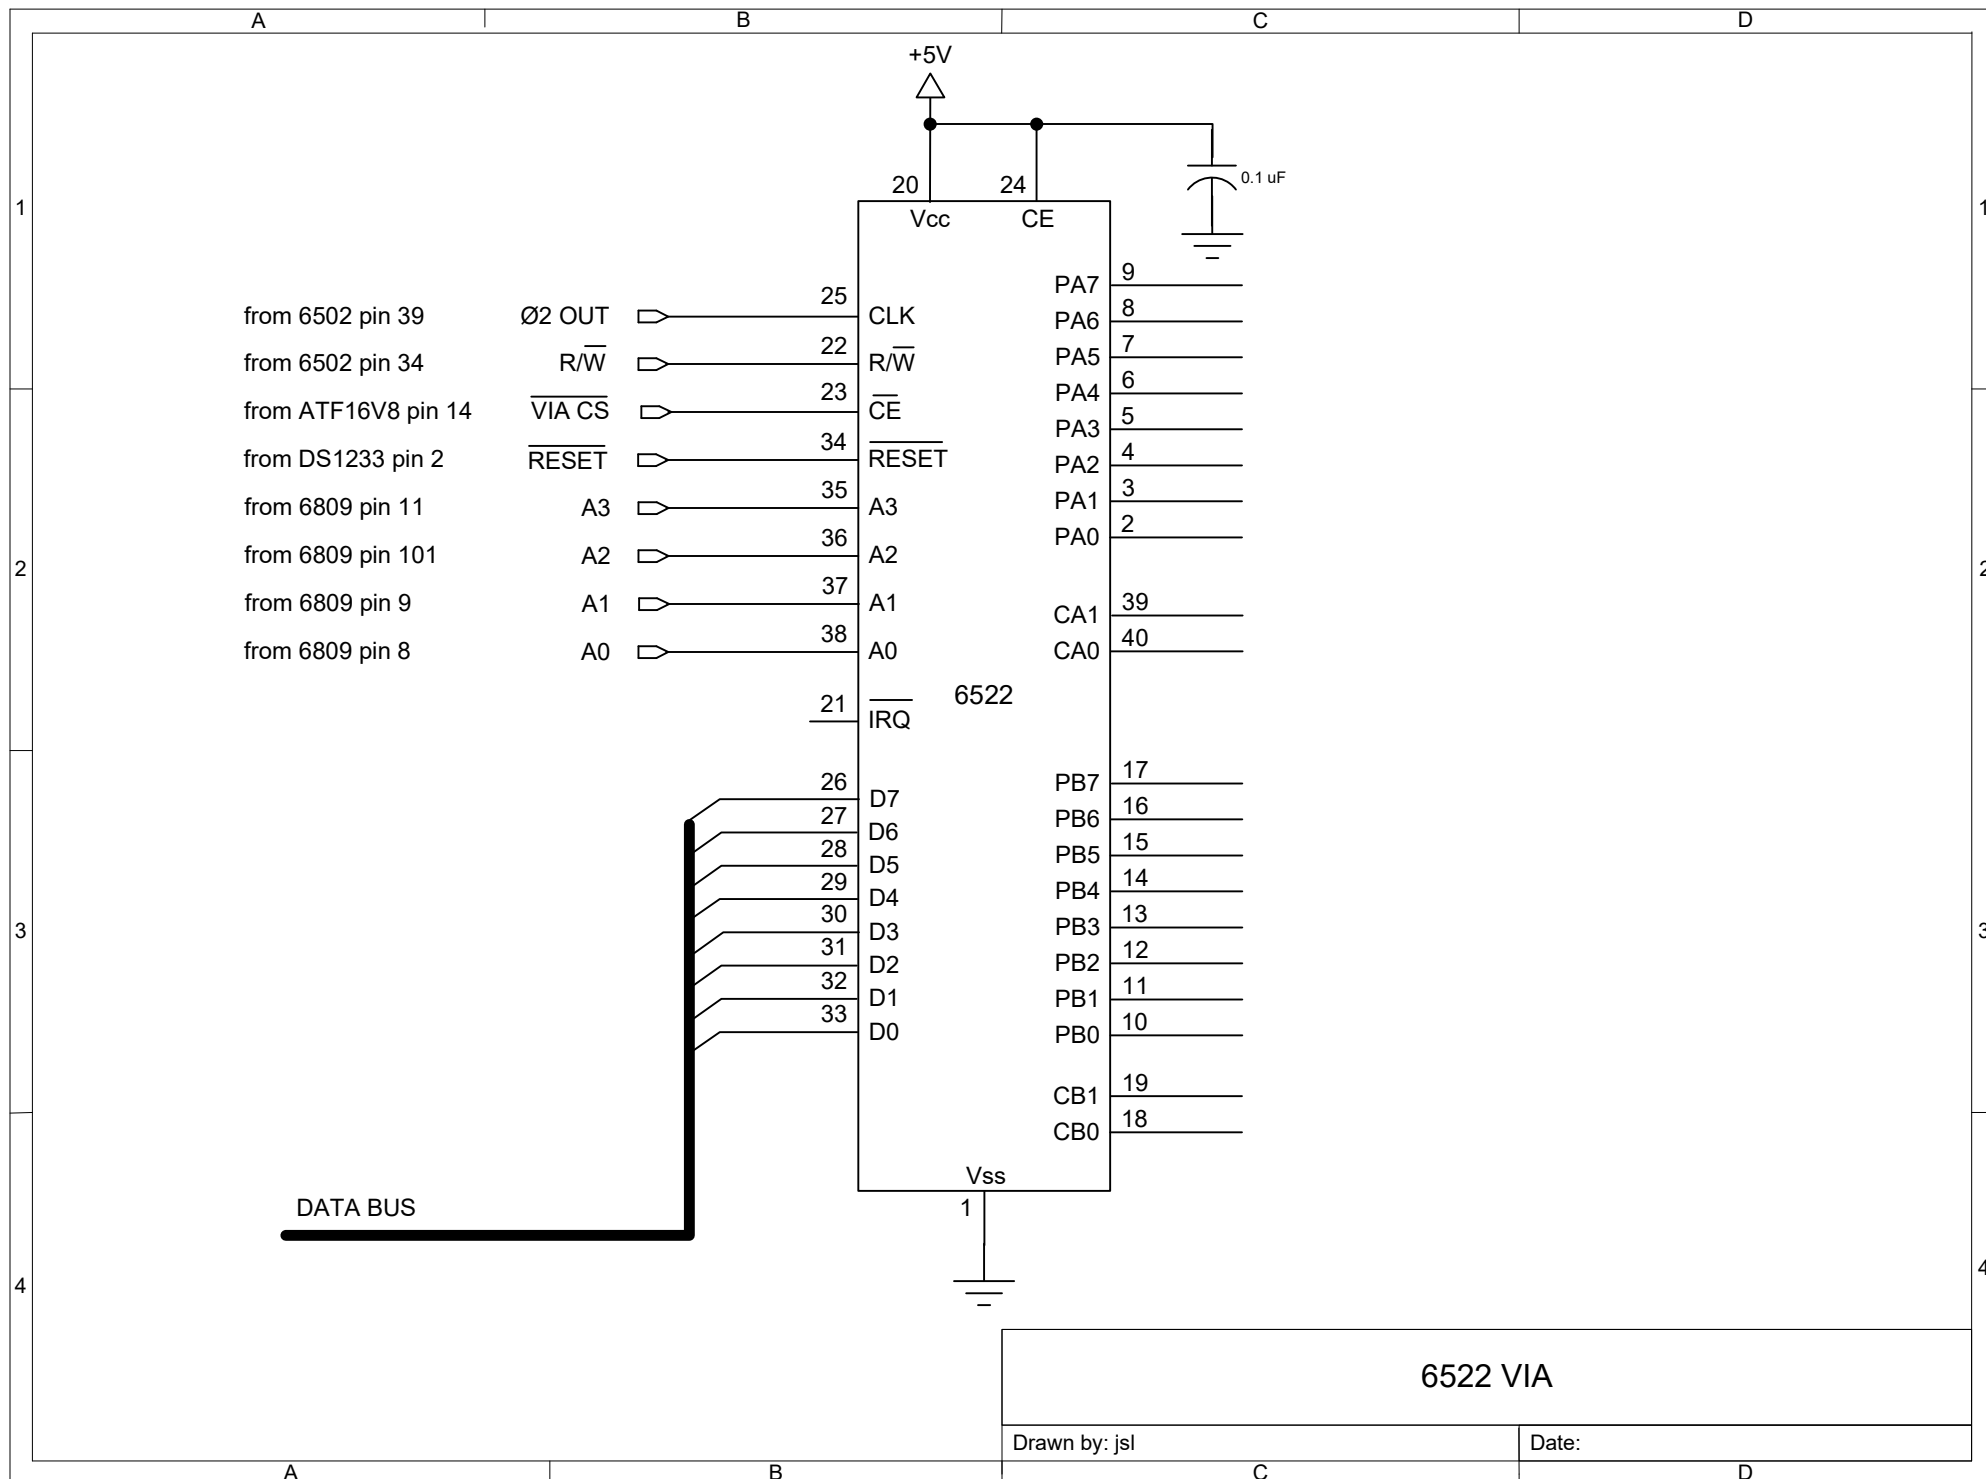 A B C D
+5V
20 24 0.1 uF
1 1
Vcc CE
PA7 9
25
from 6502 pin 39 Ø2 OUT CLK PA6 8
22 7
from 6502 pin 34 R/W R/W PA5
23 6
from ATF16V8 pin 14 VIA CS CE PA4
34 5
from DS1233 pin 2 RESET RESET PA3
4
PA2
35 3
from 6809 pin 11 A3 A3 PA1
36 2
from 6809 pin 101 A2 A2 PA0
2 2
37 39
from 6809 pin 9 A1 A1 CA1
38 40
from 6809 pin 8 A0 A0 CA0
6522
21
IRQ
26 D7 PB7 17
27 D6 PB6 16
28 D5 PB5 15
29 D4 PB4 14
30 D3 PB3 13
3 3
31 D2 PB2 12
32 D1 PB1 11
33 D0 PB0 10
CB1 19
CB0 18
Vss
DATA BUS 1
4 4
6522 VIA
Drawn by: jsl Date:
A B C D